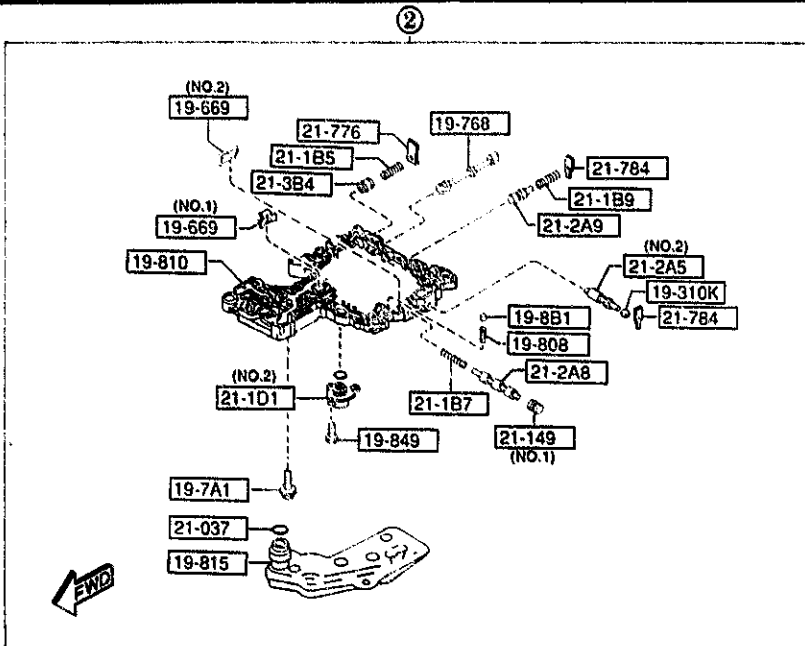 2
(NO.2)
19-669
21-776
19-768
21-1B5
21-784
21-3B4
21-1B9
(NO.1)
19-669
21-2A9
(NO.2)
19-810
21-2A5
19-310K
19-8B1
21-784
19-808
(NO.2)
21-2A8
21-1D1
21-1B7
19-849
21-149
(NO.1)
19-7A1
21-037
19-815
FWD